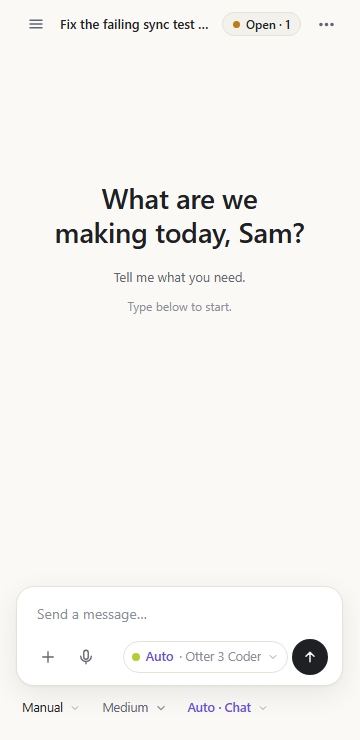 Fix the failing sync test ...
Open · 1
What are we
making today, Sam?
Tell me what you need.
Type below to start.
Send a message...
Auto · Otter 3 Coder
Manual
Medium
Auto · Chat